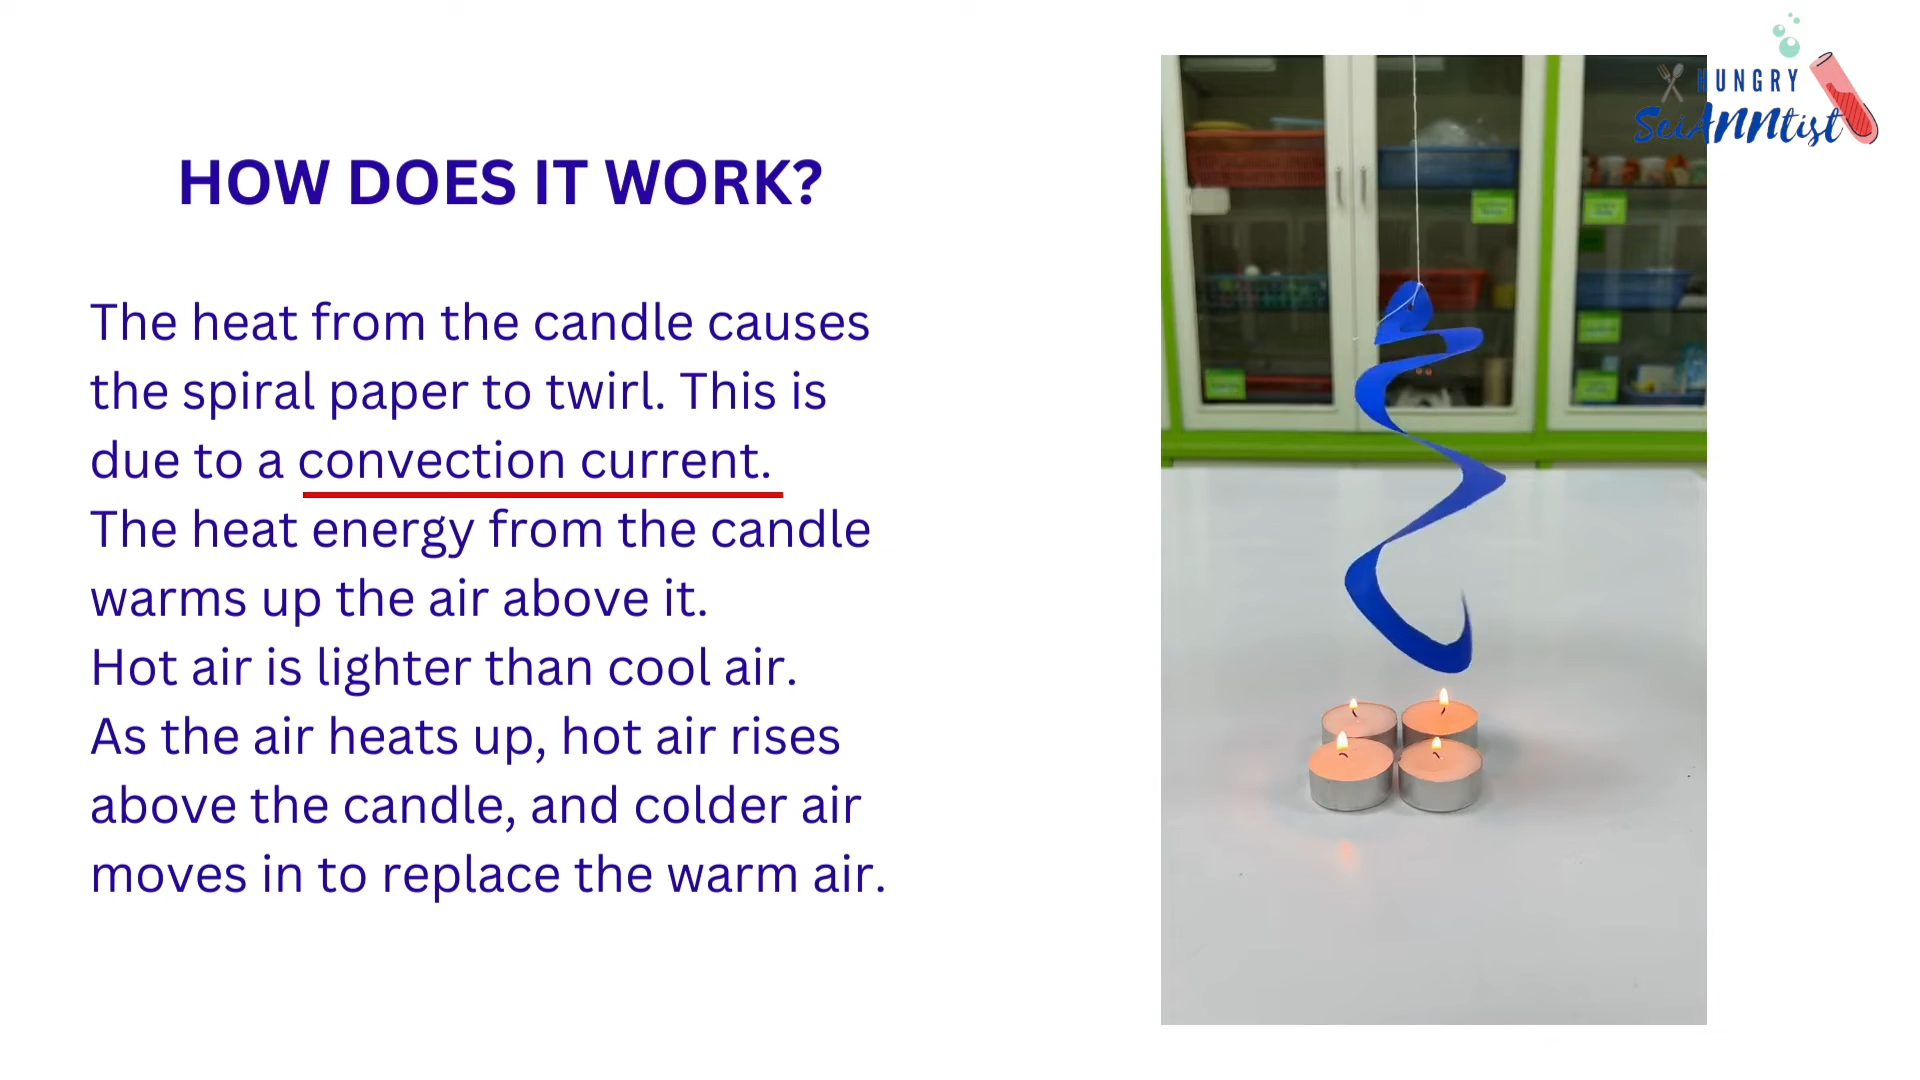 HUNGRY
SciANNtist
HOW DOES IT WORK?
The heat from the candle causes
the spiral paper to twirl. This is
due to a convection current.
The heat energy from the candle
warms up the air above it.
Hot air is lighter than cool air.
As the air heats up, hot air rises
above the candle, and colder air
moves in to replace the warm air.